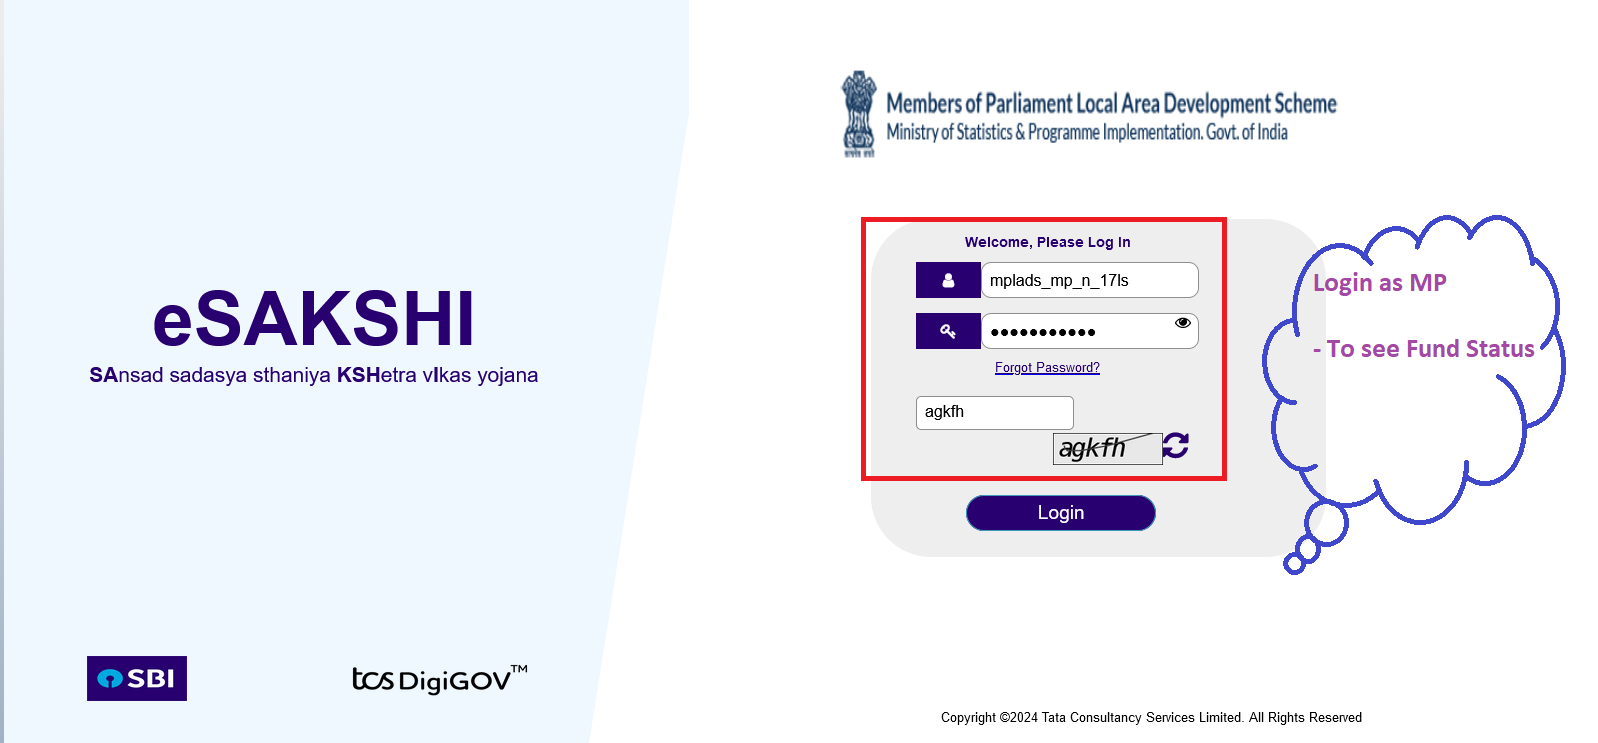 Members of Parliament Local Area Development Scheme
Ministry of Statistics & Programme Implementation. Govt. of India
Welcome, Please Log In
mplads_mp_n_17ls
Forgot Password?
agkfh
agkfh
Login
Login as MP
- To see Fund Status
eSAKSHI
SAnsad sadasya sthaniya KSHetra vIkas yojana
SBI
tcs DigiGOV™
Copyright ©2024 Tata Consultancy Services Limited. All Rights Reserved